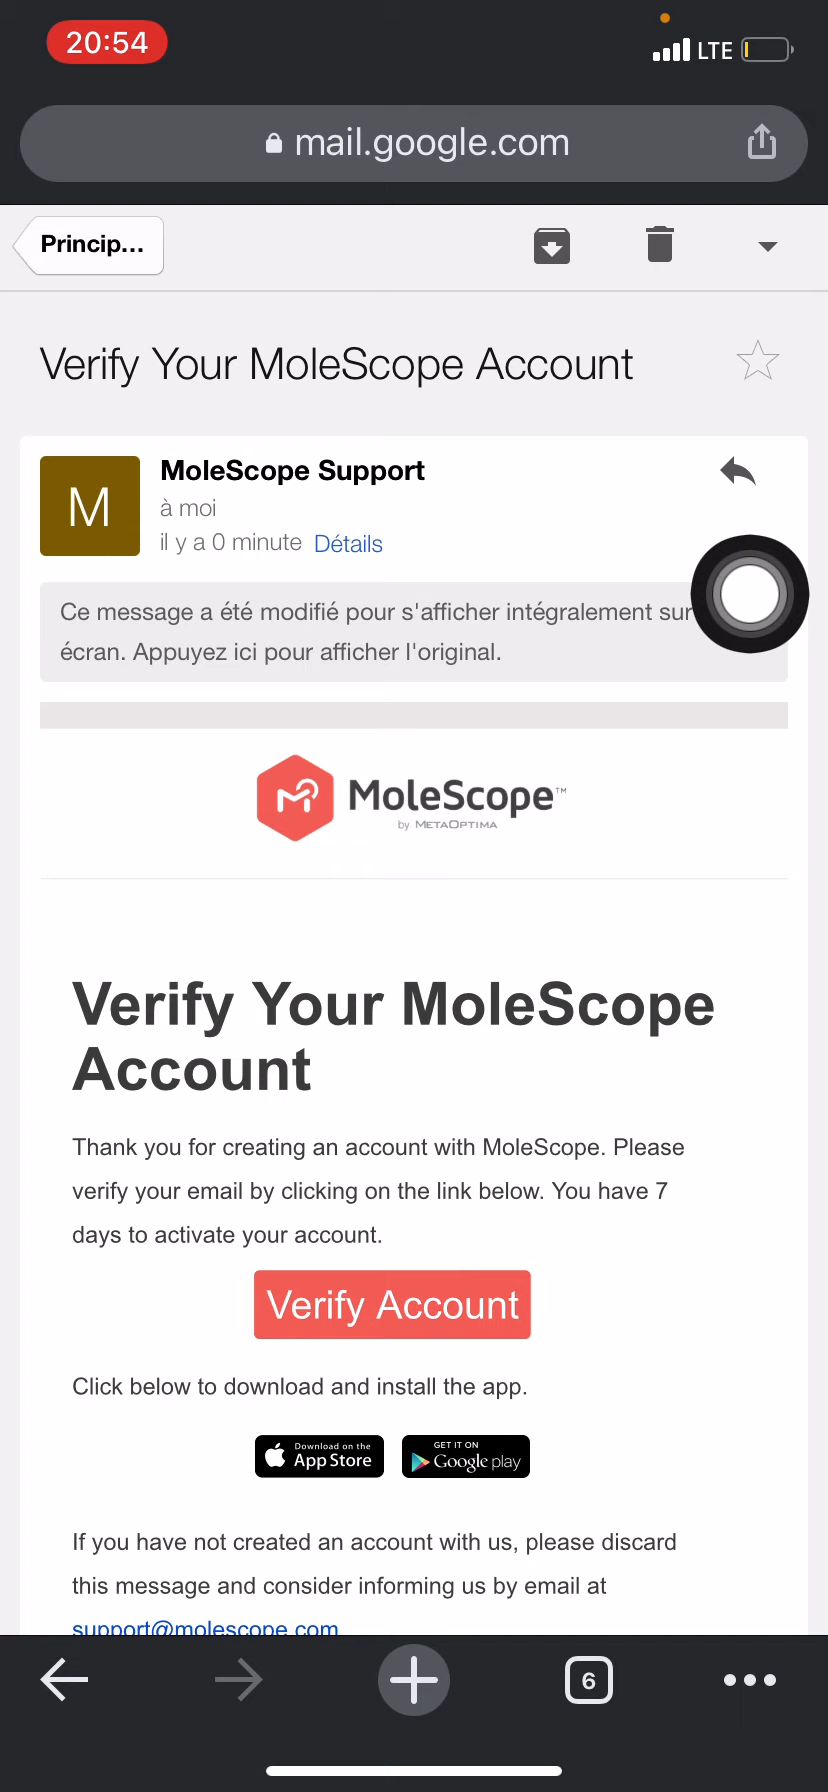 20:54
LTE
mail.google.com
Princip...
Verify Your MoleScope Account
M
MoleScope Support
à moi
il y a 0 minute Détails
Ce message a été modifié pour s'afficher intégralement sur
écran. Appuyez ici pour afficher l'original.
MoleScope™
by METAOPTIMA
Verify Your MoleScope
Account
Thank you for creating an account with MoleScope. Please
verify your email by clicking on the link below. You have 7
days to activate your account.
Verify Account
Click below to download and install the app.
Download on the
App Store
GET IT ON
Google play
If you have not created an account with us, please discard
this message and consider informing us by email at
support@molescope.com
6